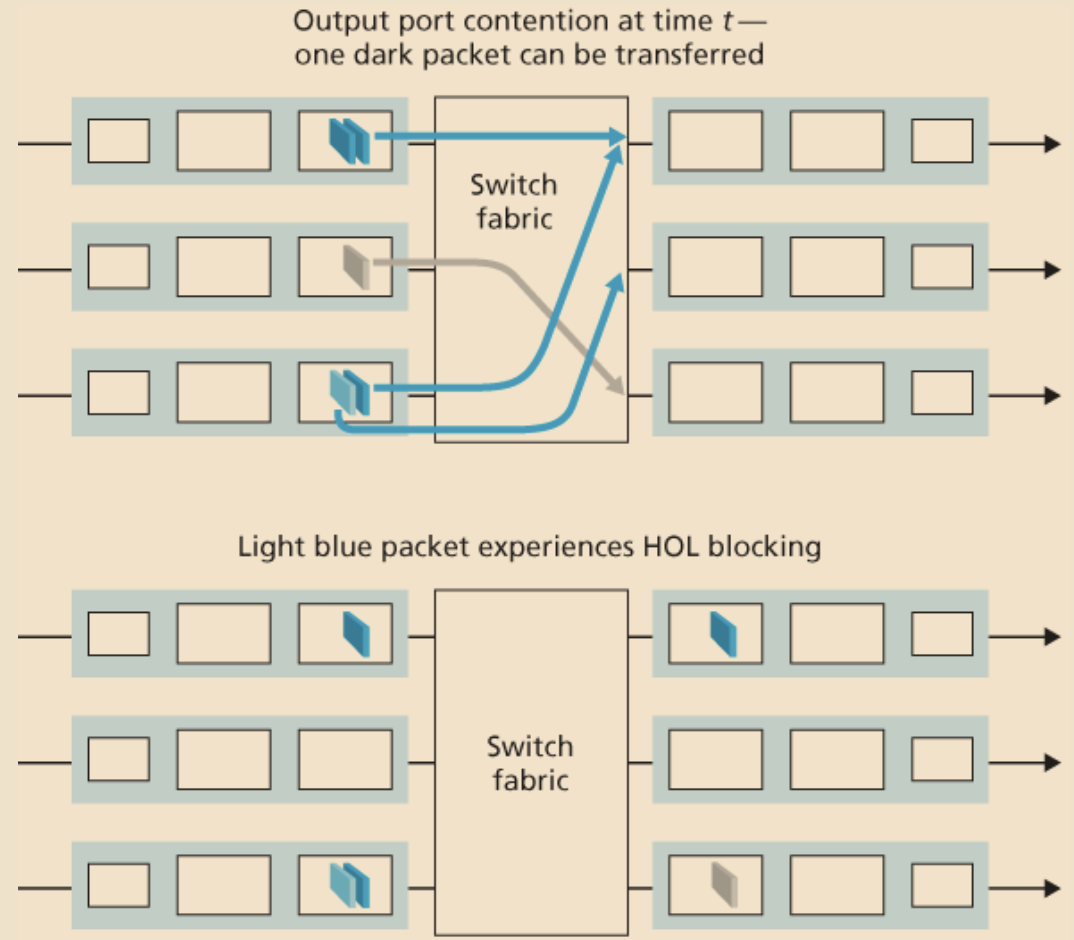 Output port contention at time t—
one dark packet can be transferred
Switch
fabric
Light blue packet experiences HOL blocking
Switch
fabric